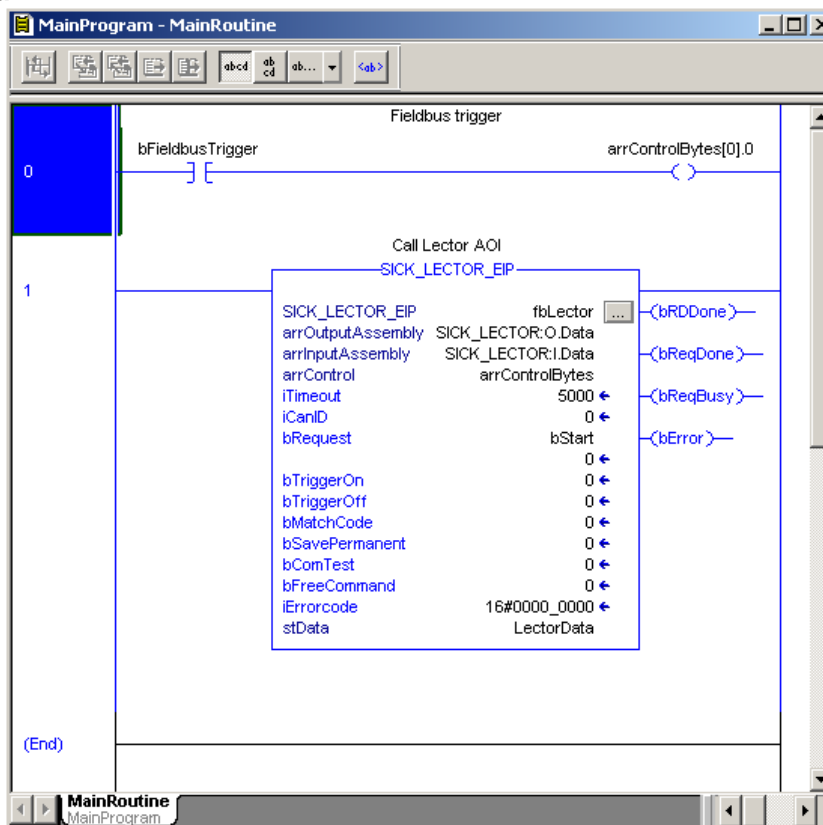 MainProgram - MainRoutine
abcd
ab
cd
ab...
<ab>
Fieldbus trigger
bFieldbusTrigger
arrControlBytes[0].0
0
Call Lector AOI
SICK_LECTOR_EIP
1
SICK_LECTOR_EIP fbLector ... (bRDDone)
arrOutputAssembly SICK_LECTOR:O.Data
arrInputAssembly SICK_LECTOR:I.Data (bReqDone)
arrControl arrControlBytes
iTimeout 5000 (bReqBusy)
iCanID 0
bRequest bStart (bError)
0
bTriggerOn 0
bTriggerOff 0
bMatchCode 0
bSavePermanent 0
bComTest 0
bFreeCommand 0
iErrorcode 16#0000_0000
stData LectorData
(End)
MainRoutine
MainProgram